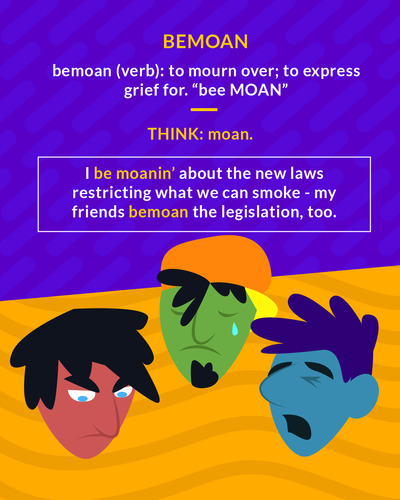 BEMOAN
bemoan (verb): to mourn over; to express
grief for. “bee MOAN”
THINK: moan.
I be moanin’ about the new laws
restricting what we can smoke - my
friends bemoan the legislation, too.